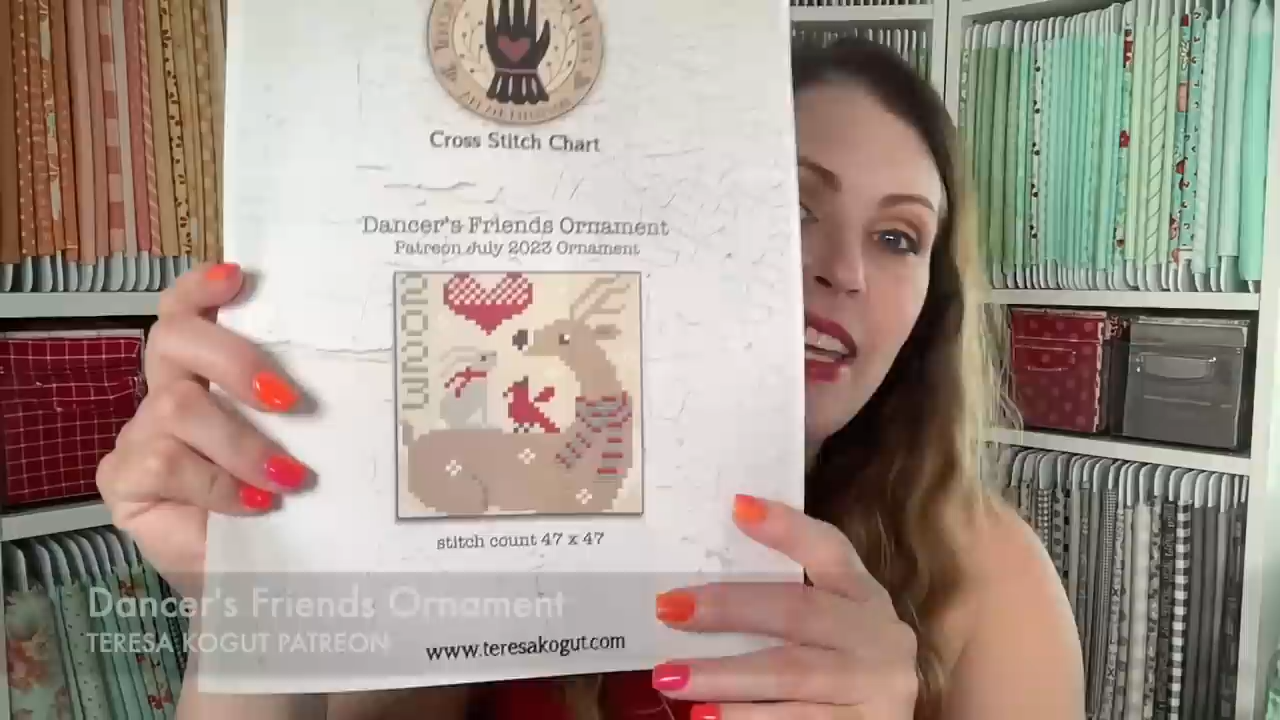 Cross Stitch Chart
Dancer's Friends Ornament
Patreon July 2023 Ornament
stitch count 47 x 47
Dancer's Friends Ornament
TERESA KOGUT PATREON
www.teresakogut.com